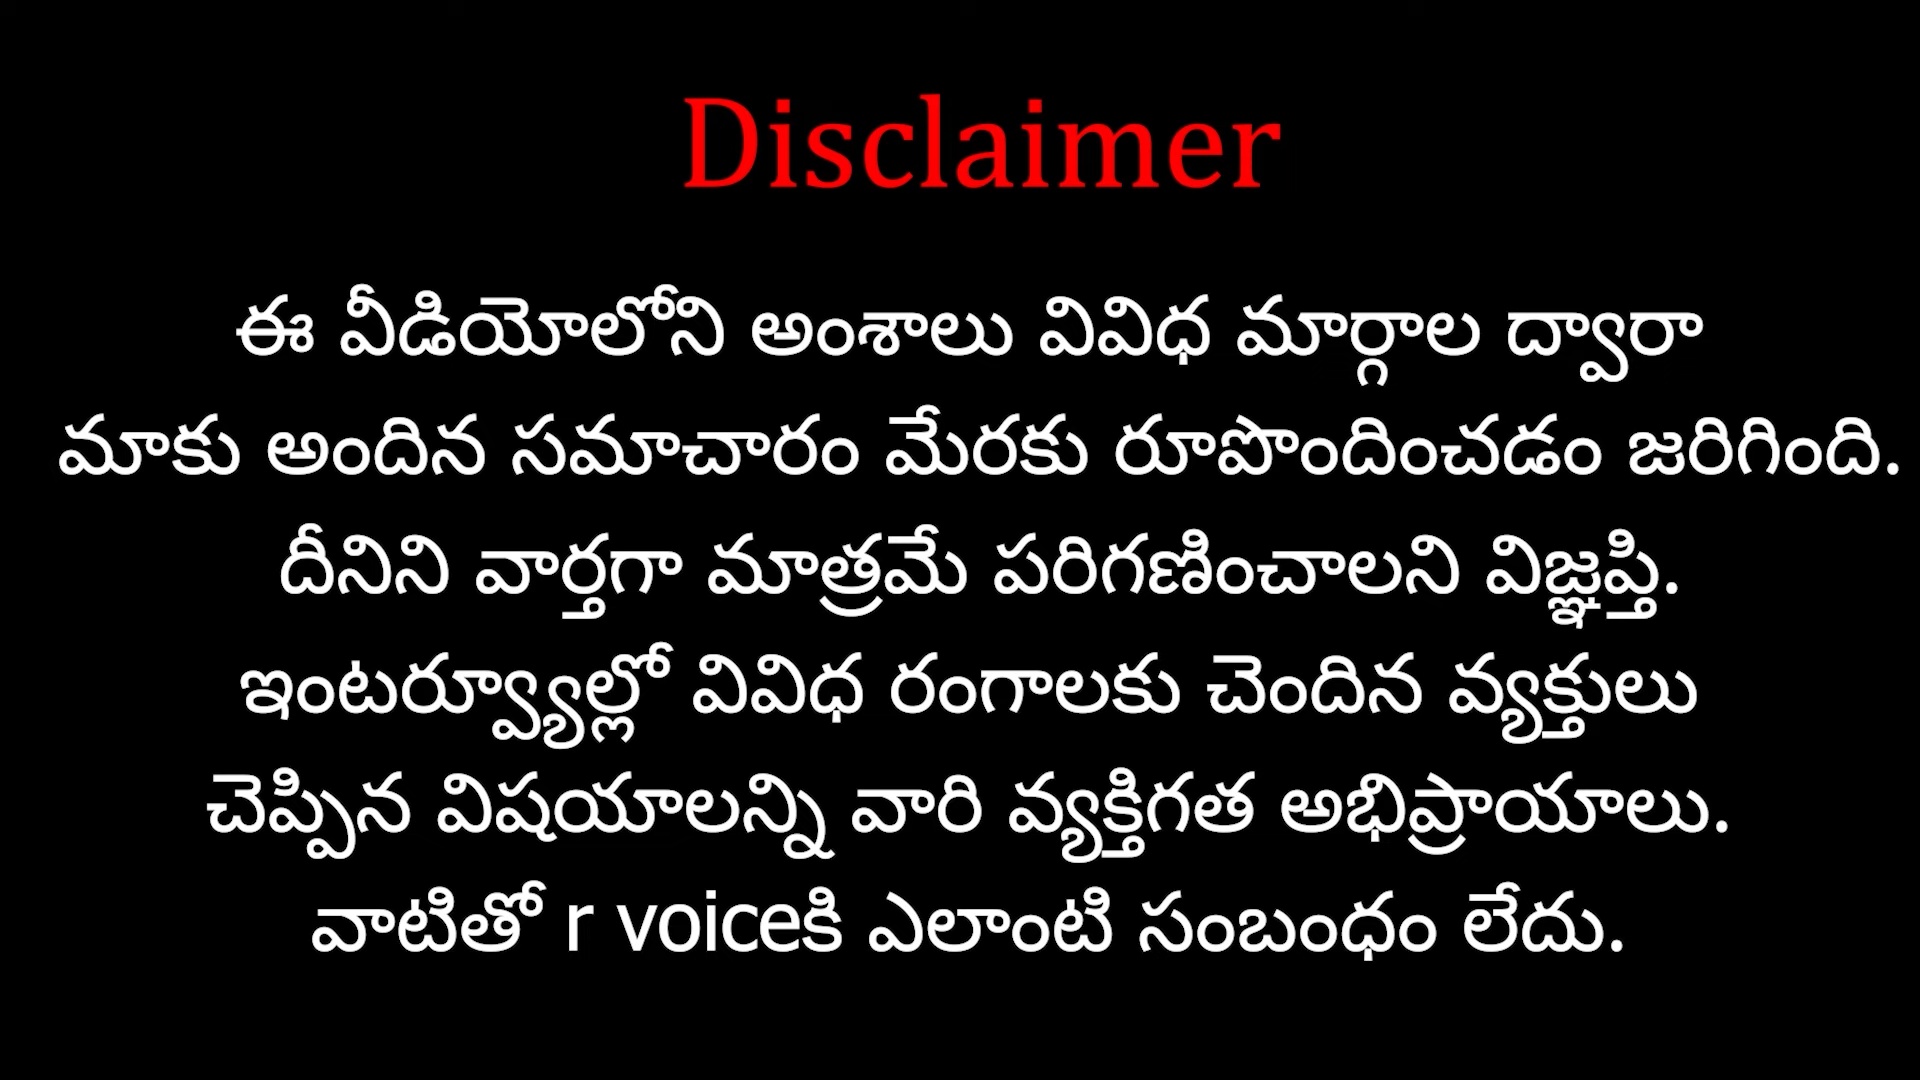 Disclaimer
ఈ వీడియోలోని అంశాలు వివిధ మార్గాల ద్వారా
మాకు అందిన సమాచారం మేరకు రూపొందించడం జరిగింది.
దీనిని వార్తగా మాత్రమే పరిగణించాలని విజ్ఞప్తి.
ఇంటర్వ్యూల్లో వివిధ రంగాలకు చెందిన వ్యక్తులు
చెప్పిన విషయాలన్ని వారి వ్యక్తిగత అభిప్రాయాలు.
వాటితో r voiceకి ఎలాంటి సంబంధం లేదు.